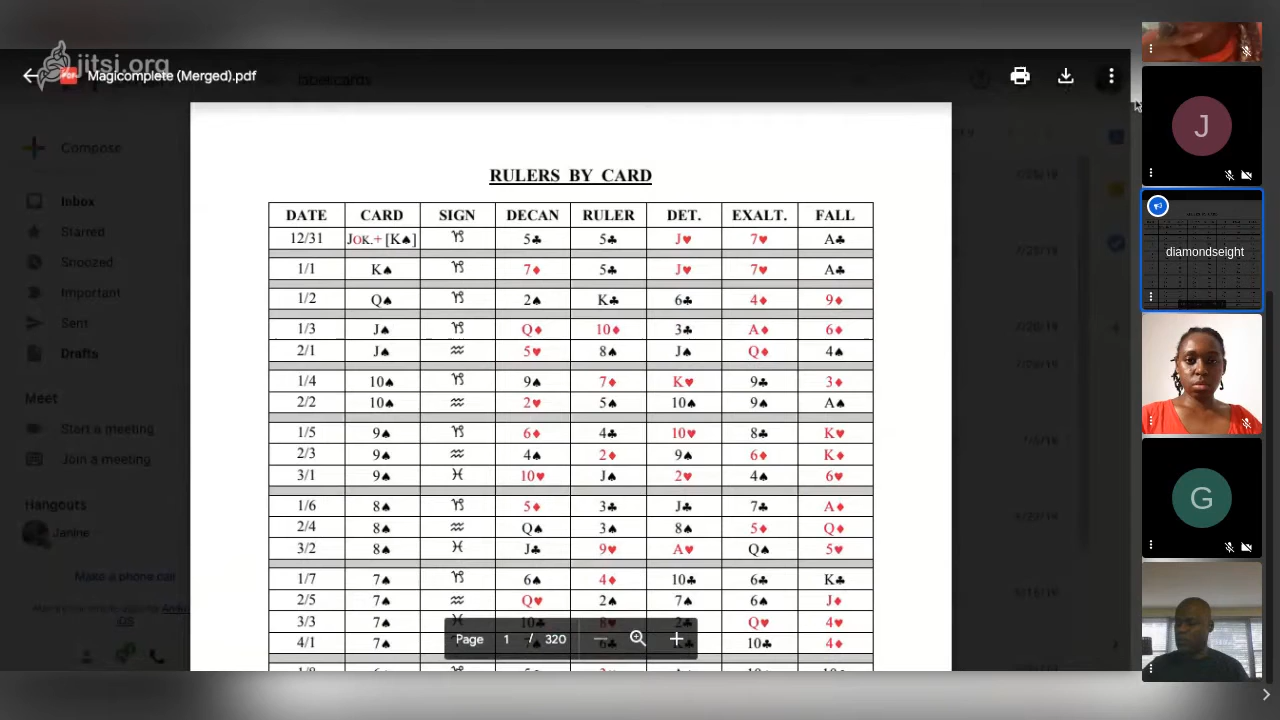 jitsi.org
Magicomplete (Merged).pdf
Compose
Inbox
Starred
Snoozed
Important
Sent
Drafts
Meet
Start a meeting
Join a meeting
Hangouts
Janine
Make a phone call
RULERS BY CARD
DATE CARD SIGN DECAN RULER DET. EXALT. FALL
12/31 JOK.+ [K♠] ♑ 5♣ 5♣ J♥ 7♥ A♣
1/1 K♠ ♑ 7♦ 5♣ J♥ 7♥ A♣
1/2 Q♠ ♑ 2♠ K♣ 6♣ 4♦ 9♦
1/3 J♠ ♑ Q♦ 10♦ 3♣ A♦ 6♦
2/1 J♠ ♒ 5♥ 8♠ J♠ Q♦ 4♠
1/4 10♠ ♑ 9♠ 7♦ K♥ 9♣ 3♦
2/2 10♠ ♒ 2♥ 5♠ 10♠ 9♠ A♠
1/5 9♠ ♑ 6♦ 4♣ 10♥ 8♣ K♥
2/3 9♠ ♒ 4♠ 2♦ 9♠ 6♦ K♦
3/1 9♠ ♓ 10♥ J♠ 2♥ 4♠ 6♥
1/6 8♠ ♑ 5♦ 3♣ J♣ 7♣ A♦
2/4 8♠ ♒ Q♠ 3♠ 8♠ 5♦ Q♦
3/2 8♠ ♓ J♣ 9♥ A♥ Q♠ 5♥
1/7 7♠ ♑ 6♠ 4♦ 10♣ 6♣ K♣
2/5 7♠ ♒ Q♥ 2♠ 7♠ 6♠ J♦
3/3 7♠ ♓ 10♣ 8♥ 2♣ Q♥ 4♥
4/1 7♠ 10♣ 4♦
Page 1 / 320
J
diamondseight
G